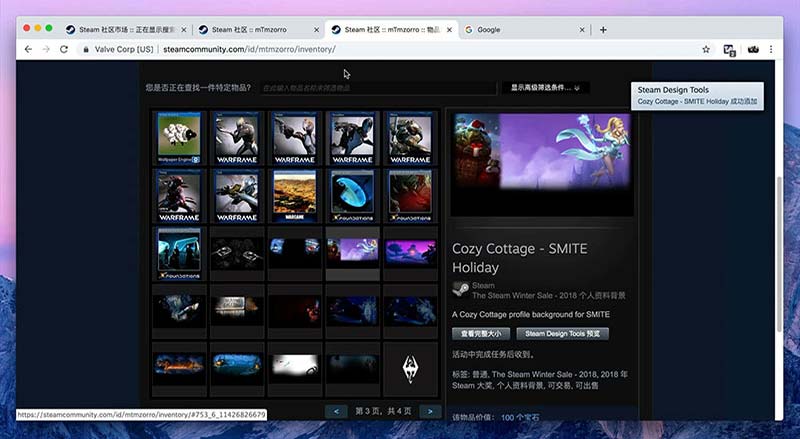 Steam 社区市场 :: 正在显示搜索
Steam 社区 :: mTmzorro
Steam 社区 :: mTmzorro :: 物品
Google
Valve Corp [US] | steamcommunity.com/id/mtmzorro/inventory/
您是否正在查找一件特定物品?
在此输入物品名称来筛选物品
显示高级筛选条件...
Steam Design Tools
Cozy Cottage - SMITE Holiday 成功添加
Wallpaper Engine
WARFRAME
WARFRAME
WARFRAME
WARFRAME
WARFRAME
WARFRAME
WARGAME
FOUNDATIONS
FOUNDATIONS
FOUNDATIONS
Cozy Cottage - SMITE
Holiday
Steam
The Steam Winter Sale - 2018 个人资料背景
A Cozy Cottage profile background for SMITE
查看完整大小
Steam Design Tools 预览
活动中完成任务后收到。
标签: 普通, The Steam Winter Sale - 2018, 2018 年
Steam 大奖, 个人资料背景, 可交易, 可出售
<
第 3 页，共 4 页
>
该物品价值： 100 个宝石
https://steamcommunity.com/id/mtmzorro/inventory/#753_6_11426826679